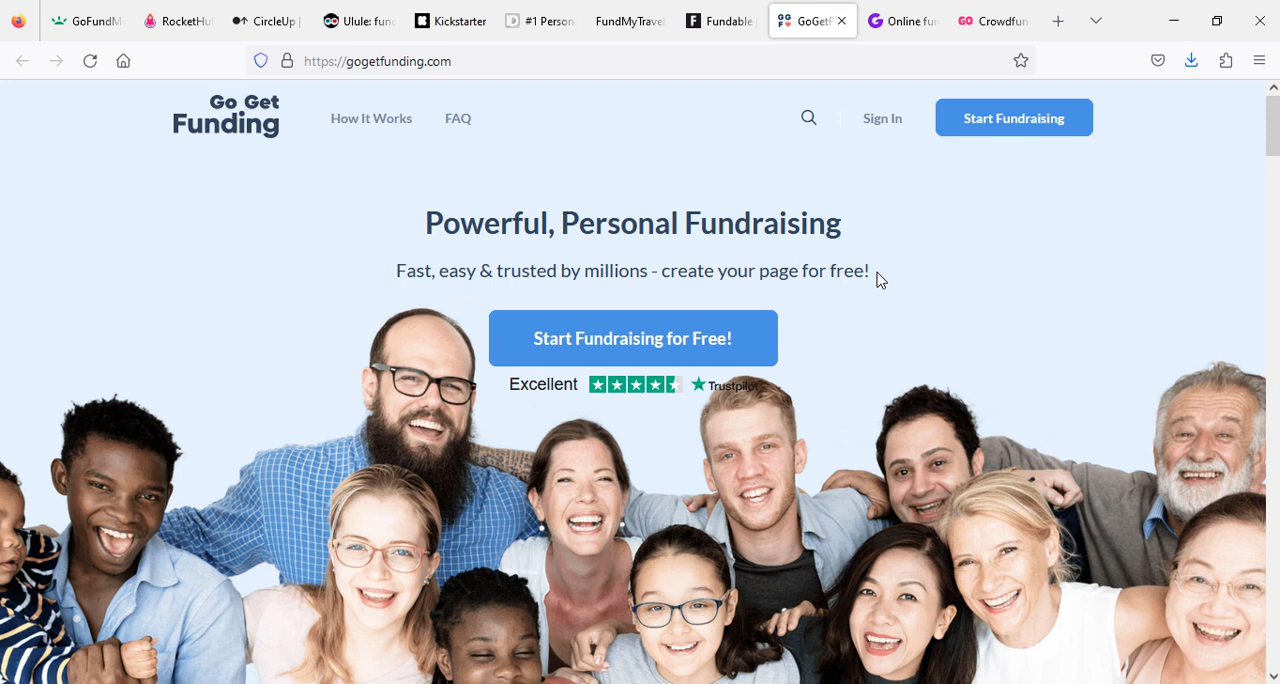 GoFundM
RocketHu
CircleUp |
Ulule: fund
Kickstarter
#1 Person
FundMyTravel
Fundable |
GoGetF
Online fun
Crowdfun
https://gogetfunding.com
Go Get
Funding
How It Works
FAQ
Sign In
Start Fundraising
Powerful, Personal Fundraising
Fast, easy & trusted by millions - create your page for free!
Start Fundraising for Free!
Excellent
Trustpilot